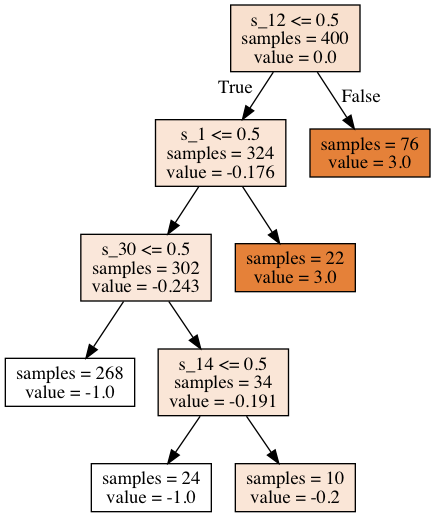 s_12 <= 0.5
samples = 400
value = 0.0
True
False
s_1 <= 0.5
samples = 324
value = -0.176
samples = 76
value = 3.0
s_30 <= 0.5
samples = 302
value = -0.243
samples = 22
value = 3.0
samples = 268
value = -1.0
s_14 <= 0.5
samples = 34
value = -0.191
samples = 24
value = -1.0
samples = 10
value = -0.2